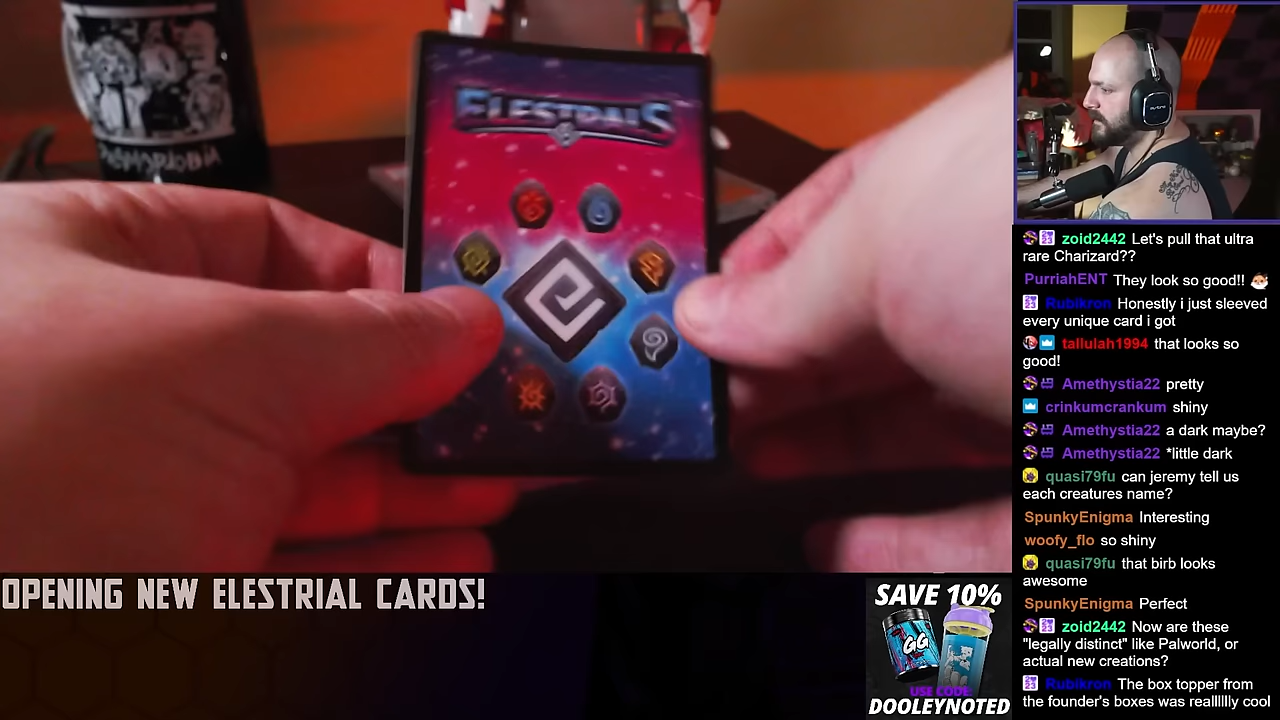 ELESTRALS
zoid2442 Let's pull that ultra
rare Charizard??
PurriahENT They look so good!!
Rubikron Honestly i just sleeved
every unique card i got
tallulah1994 that looks so
good!
Amethystia22 pretty
crinkumcrankum shiny
Amethystia22 a dark maybe?
Amethystia22 *little dark
quasi79fu can jeremy tell us
each creatures name?
SpunkyEnigma Interesting
woofy_flo so shiny
quasi79fu that birb looks
awesome
SpunkyEnigma Perfect
zoid2442 Now are these
"legally distinct" like Palworld, or
actual new creations?
Rubikron The box topper from
the founder's boxes was reallllly cool
OPENING NEW ELESTRIAL CARDS!
SAVE 10%
GG
USE CODE:
DOOLEYNOTED